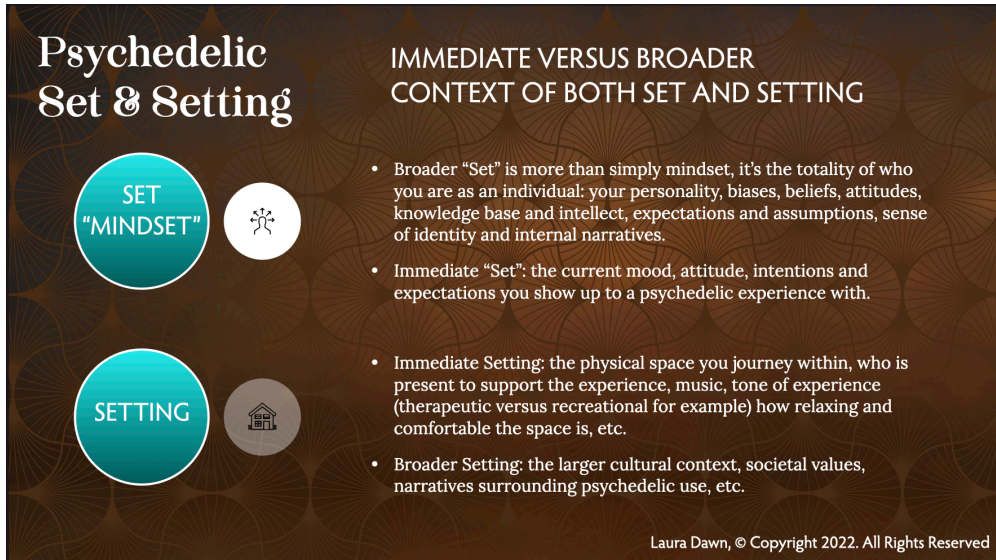 Psychedelic
Set & Setting
IMMEDIATE VERSUS BROADER
CONTEXT OF BOTH SET AND SETTING
SET
“MINDSET”
• Broader “Set” is more than simply mindset, it’s the totality of who
you are as an individual: your personality, biases, beliefs, attitudes,
knowledge base and intellect, expectations and assumptions, sense
of identity and internal narratives.
• Immediate “Set”: the current mood, attitude, intentions and
expectations you show up to a psychedelic experience with.
SETTING
• Immediate Setting: the physical space you journey within, who is
present to support the experience, music, tone of experience
(therapeutic versus recreational for example) how relaxing and
comfortable the space is, etc.
• Broader Setting: the larger cultural context, societal values,
narratives surrounding psychedelic use, etc.
Laura Dawn, © Copyright 2022. All Rights Reserved